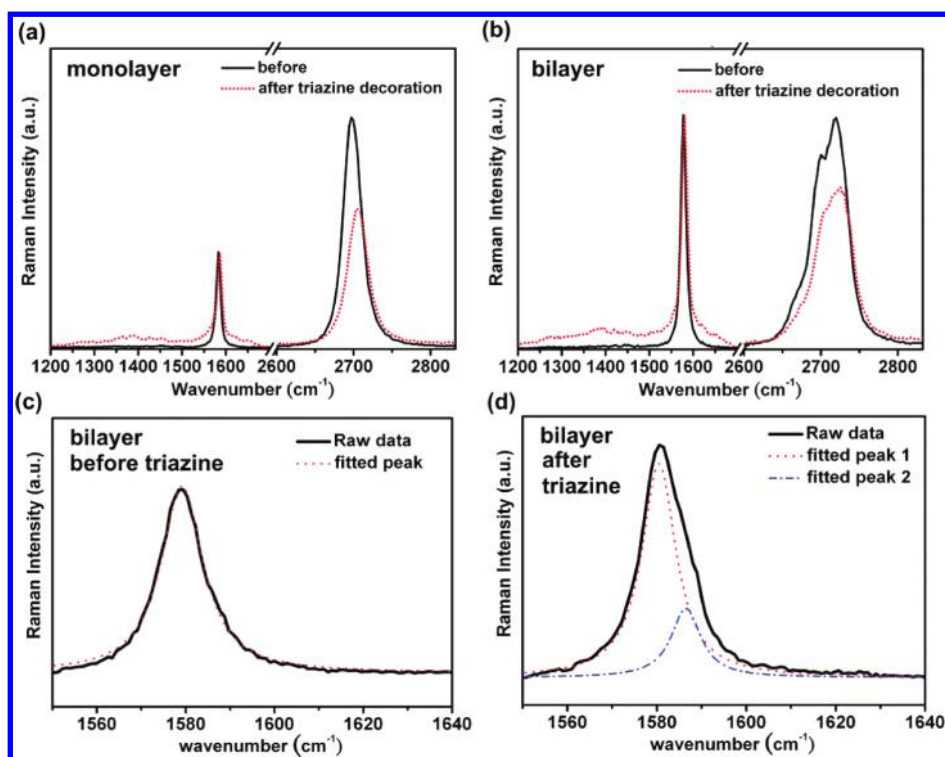 (a)
monolayer
before
after triazine decoration
Raman Intensity (a.u.)
1200 1300 1400 1500 1600 2600 2700 2800
Wavenumber (cm⁻¹)
(b)
bilayer
before
after triazine decoration
Raman Intensity (a.u.)
1200 1300 1400 1500 1600 2600 2700 2800
Wavenumber (cm⁻¹)
(c)
bilayer
before triazine
Raw data
fitted peak
Raman Intensity (a.u.)
1560 1580 1600 1620 1640
wavenumber (cm⁻¹)
(d)
bilayer
after
triazine
Raw data
fitted peak 1
fitted peak 2
Raman Intensity (a.u.)
1560 1580 1600 1620 1640
wavenumber (cm⁻¹)